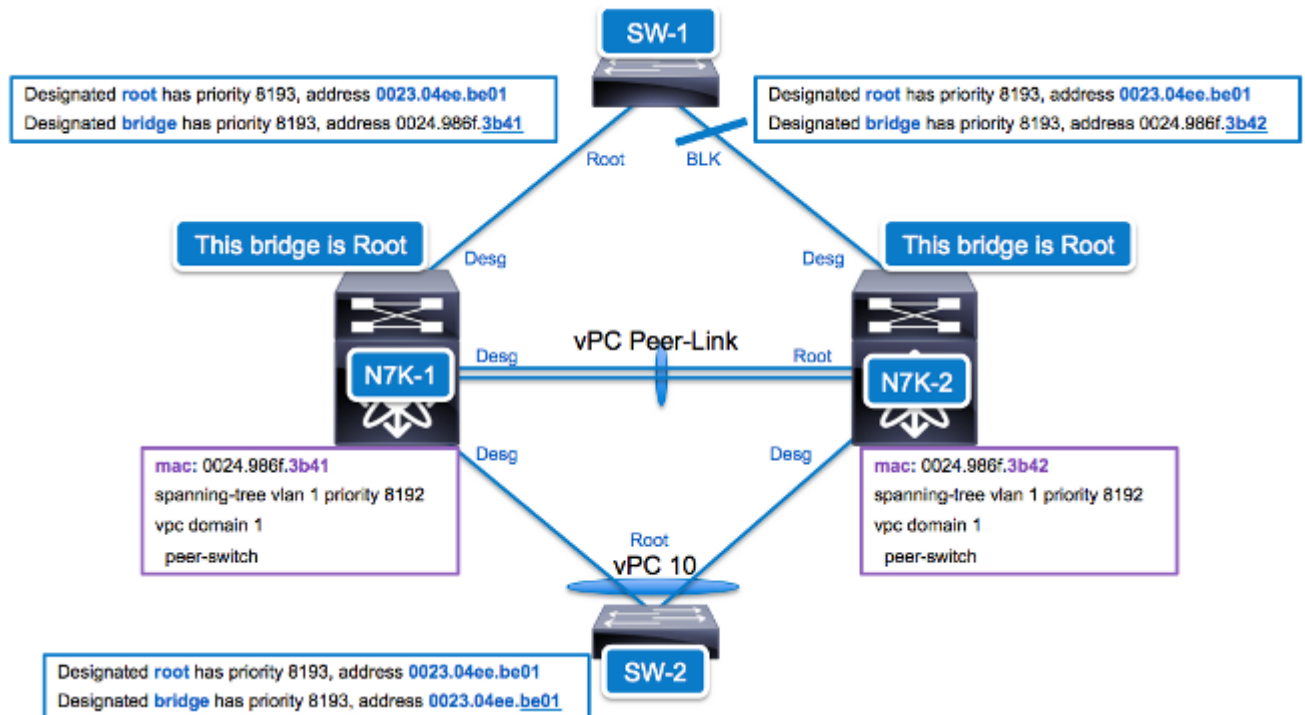 SW-1
Designated root has priority 8193, address 0023.04ee.be01
Designated bridge has priority 8193, address 0024.986f.3b41
Designated root has priority 8193, address 0023.04ee.be01
Designated bridge has priority 8193, address 0024.986f.3b42
Root
BLK
This bridge is Root
This bridge is Root
Desg
Desg
vPC Peer-Link
Desg
Root
N7K-1
N7K-2
Desg
Desg
mac: 0024.986f.3b41
spanning-tree vlan 1 priority 8192
vpc domain 1
peer-switch
mac: 0024.986f.3b42
spanning-tree vlan 1 priority 8192
vpc domain 1
peer-switch
Root
vPC 10
SW-2
Designated root has priority 8193, address 0023.04ee.be01
Designated bridge has priority 8193, address 0023.04ee.be01